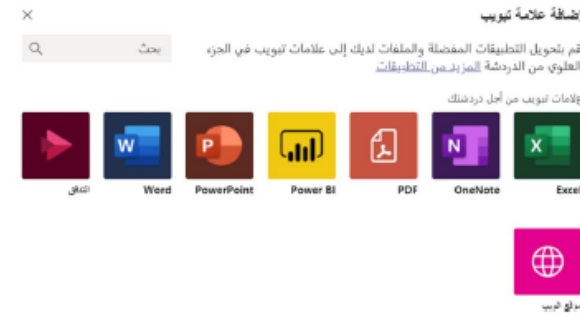 إضافة علامة تبويب
قم بتحويل التطبيقات المفضلة والملفات لديك إلى علامات تبويب في الجزء
العلوي من الدردشة المزيد من التطبيقات
بحث
علامات تبويب من أجل دردشتك
Excel
OneNote
PDF
Power BI
PowerPoint
Word
التدفق
موقع الويب